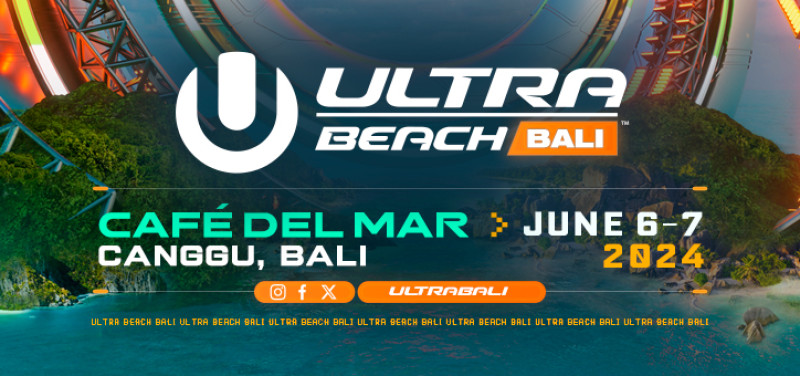 ULTRA
BEACH BALI ™
CAFÉ DEL MAR > JUNE 6-7
CANGGU, BALI 2024
ULTRABALI
ULTRA BEACH BALI ULTRA BEACH BALI ULTRA BEACH BALI ULTRA BEACH BALI ULTRA BEACH BALI ULTRA BEACH BALI ULTRA BEACH BALI